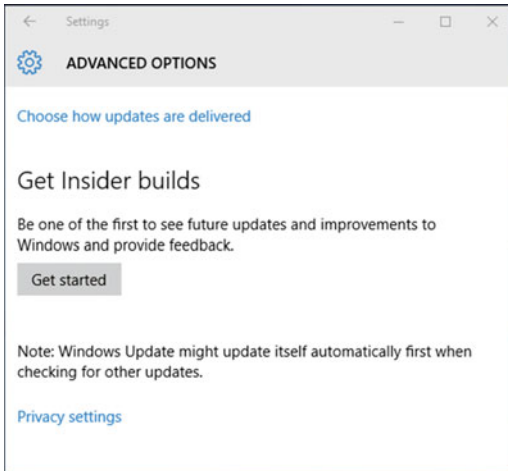 Settings
ADVANCED OPTIONS
Choose how updates are delivered
Get Insider builds
Be one of the first to see future updates and improvements to
Windows and provide feedback.
Get started
Note: Windows Update might update itself automatically first when
checking for other updates.
Privacy settings